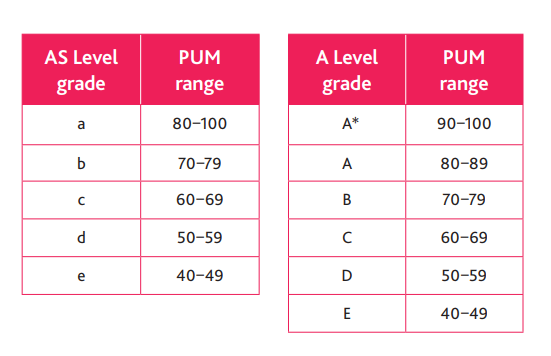 AS Level grade PUM range
a 80–100
b 70–79
c 60–69
d 50–59
e 40–49
A Level grade PUM range
A* 90–100
A 80–89
B 70–79
C 60–69
D 50–59
E 40–49